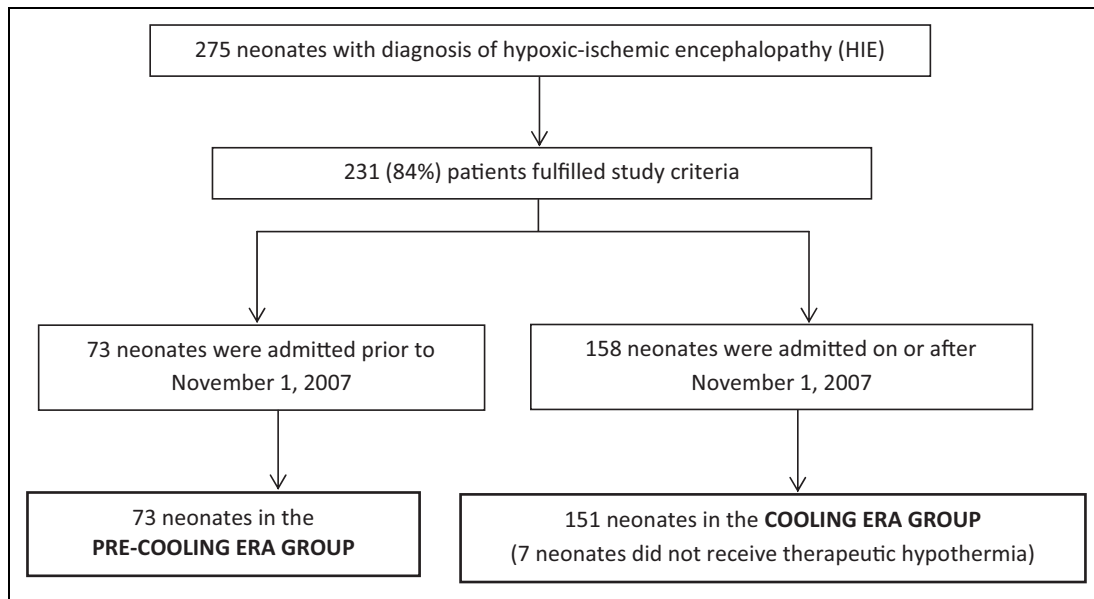 275 neonates with diagnosis of hypoxic-ischemic encephalopathy (HIE)
231 (84%) patients fulfilled study criteria
73 neonates were admitted prior to
November 1, 2007
158 neonates were admitted on or after
November 1, 2007
73 neonates in the
PRE-COOLING ERA GROUP
151 neonates in the COOLING ERA GROUP
(7 neonates did not receive therapeutic hypothermia)